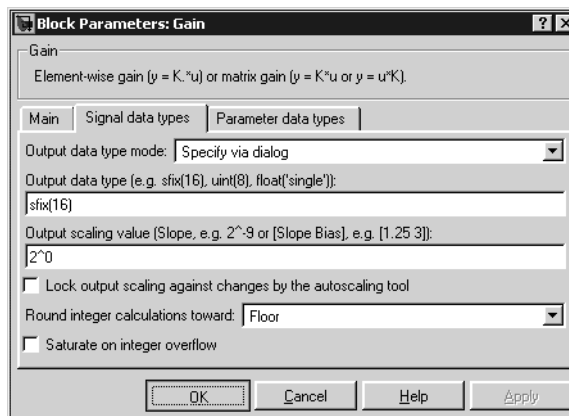 Block Parameters: Gain
Gain
Element-wise gain (y = K.*u) or matrix gain (y = K*u or y = u*K).
Main Signal data types Parameter data types
Output data type mode: Specify via dialog
Output data type (e.g. sfix(16), uint(8), float('single')):
sfix(16)
Output scaling value (Slope, e.g. 2^-9 or [Slope Bias], e.g. [1.25 3]):
2^0
Lock output scaling against changes by the autoscaling tool
Round integer calculations toward: Floor
Saturate on integer overflow
OK Cancel Help Apply